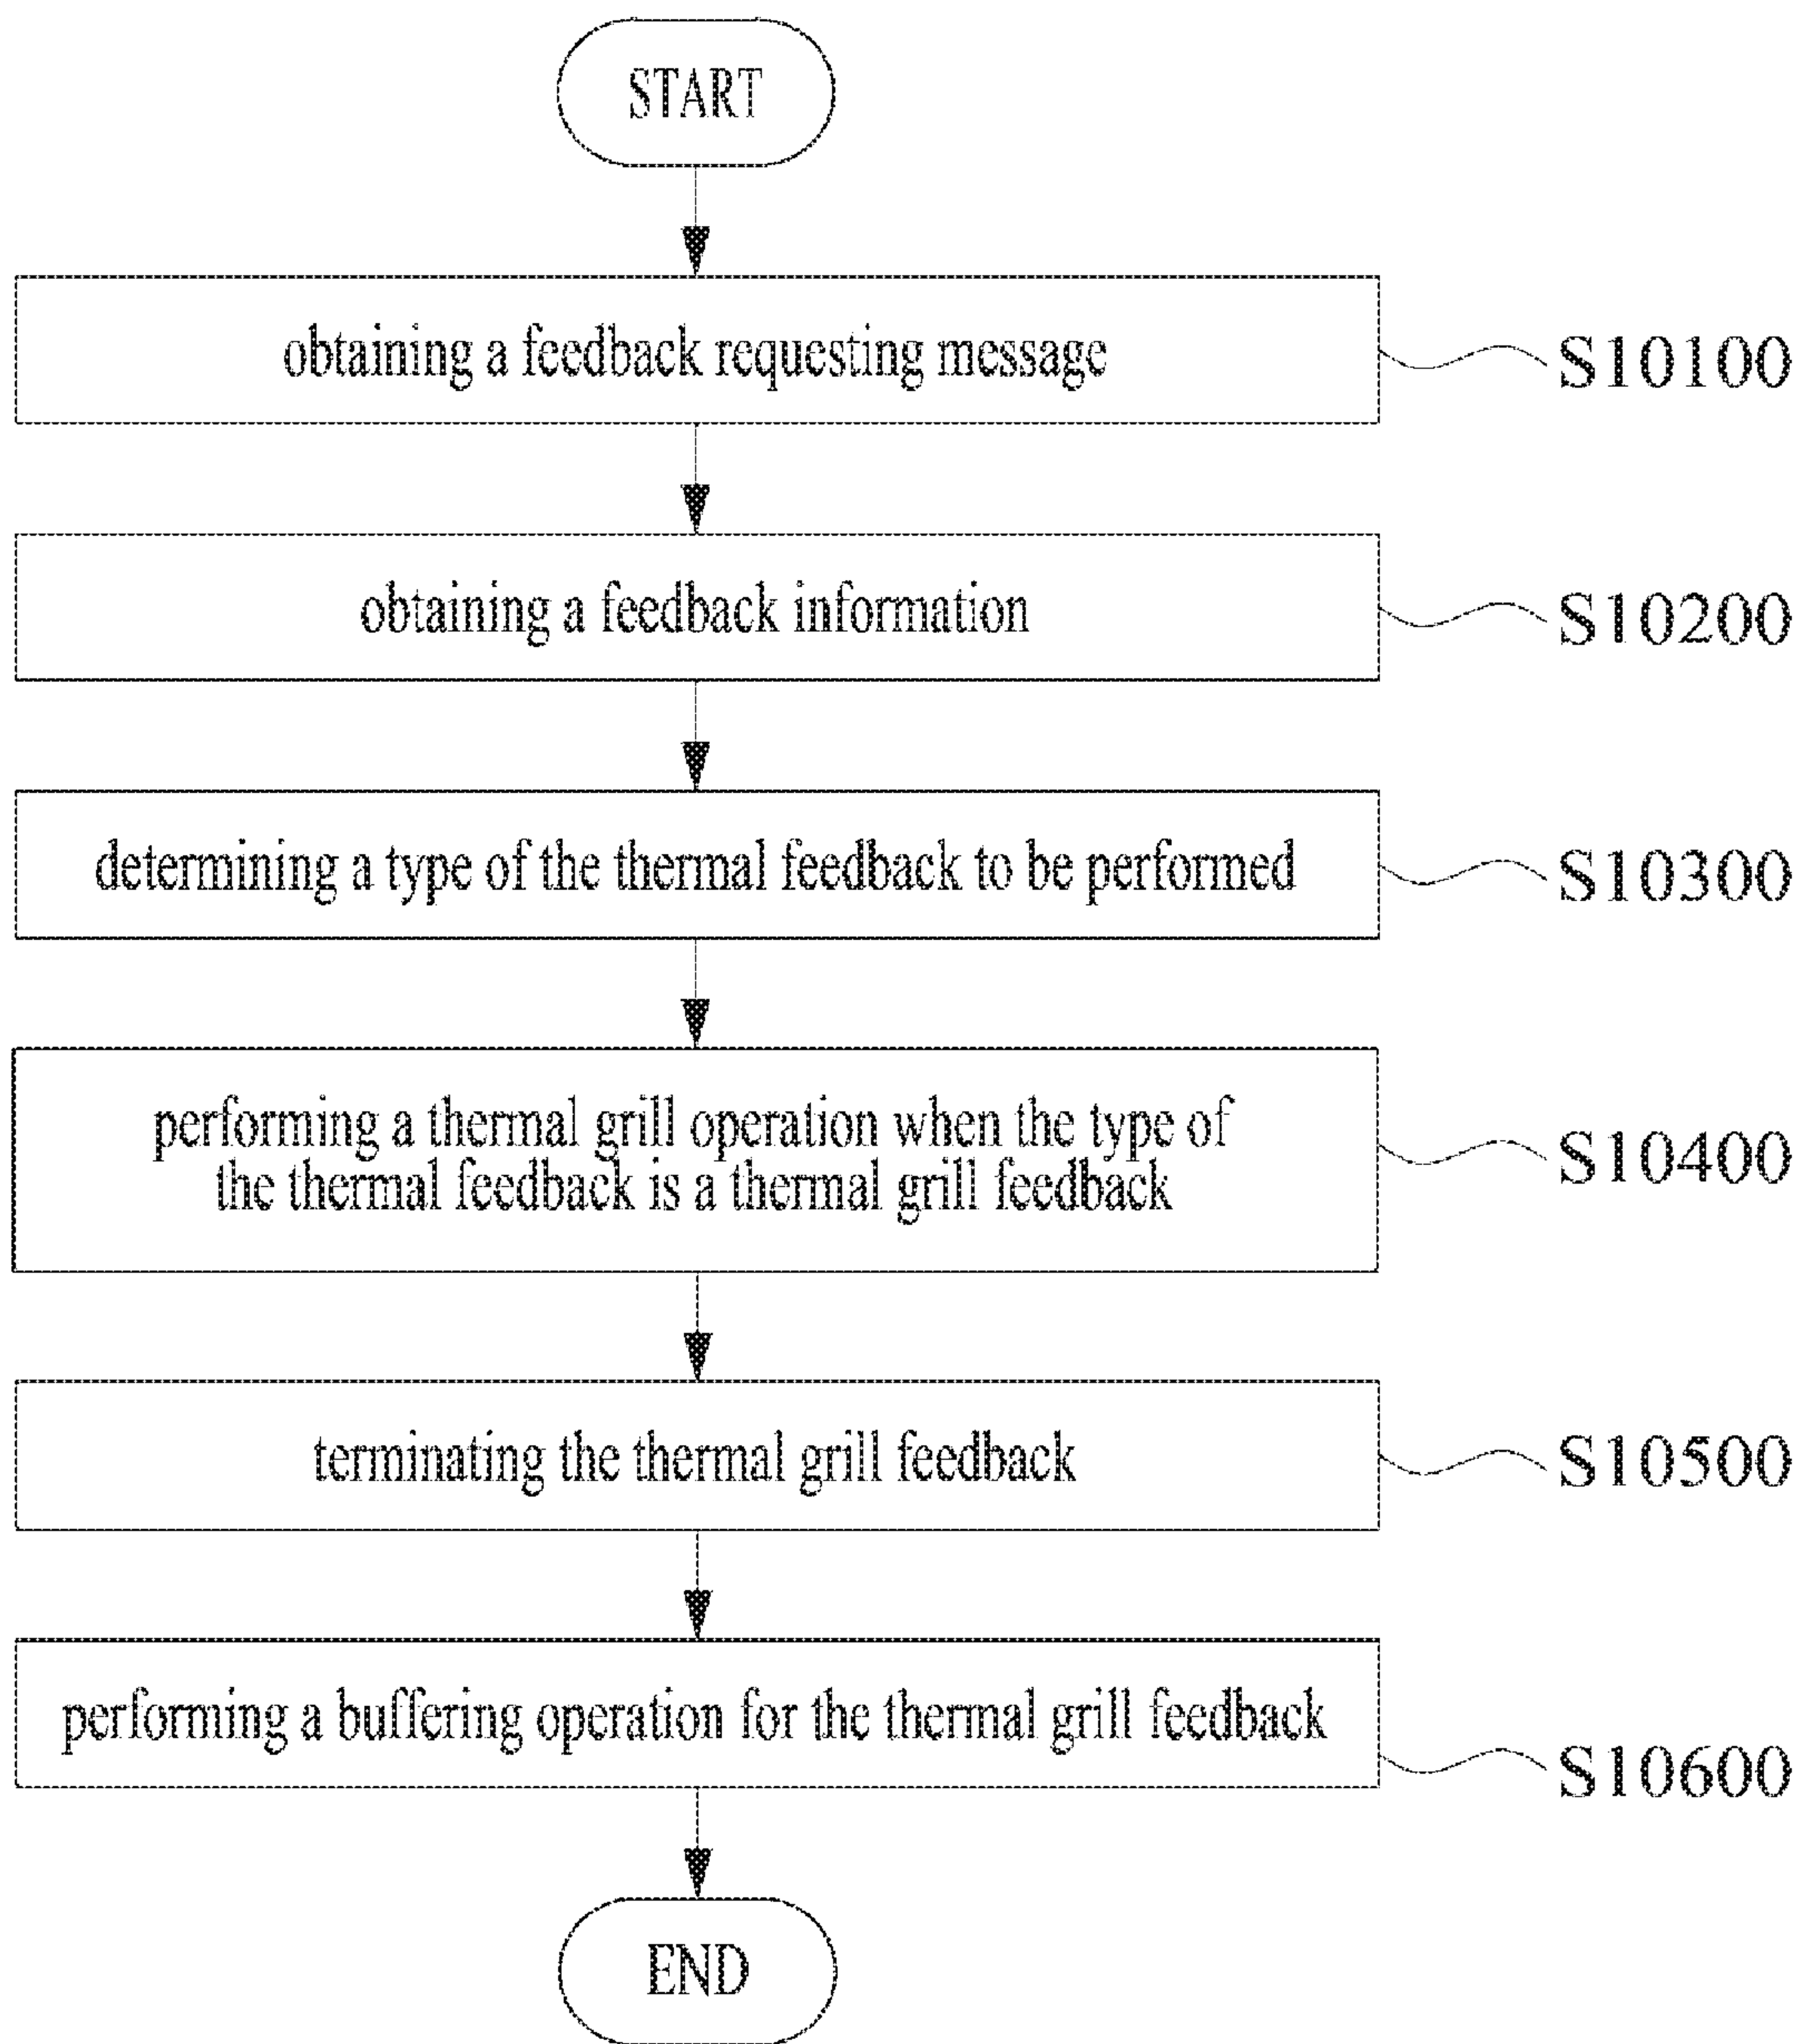 START
obtaining a feedback requesting message
S10100
obtaining a feedback information
S10200
determining a type of the thermal feedback to be performed
S10300
performing a thermal grill operation when the type of
the thermal feedback is a thermal grill feedback
S10400
terminating the thermal grill feedback
S10500
performing a buffering operation for the thermal grill feedback
S10600
END